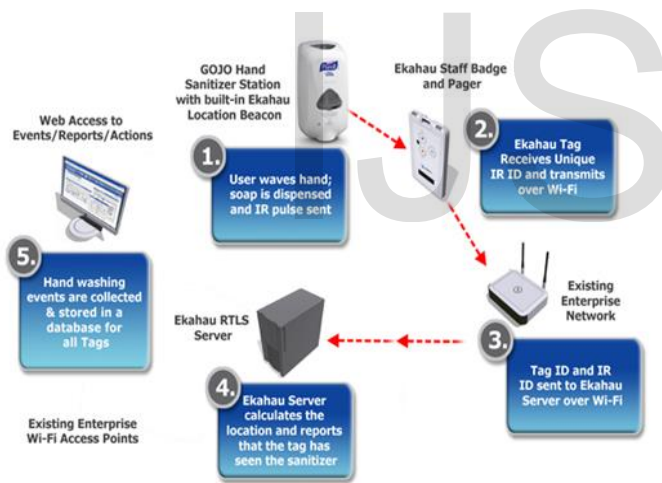 IJS
GOJO Hand
Sanitizer Station
with built-in Ekahau
Location Beacon
PURELL
1.
User waves hand;
soap is dispensed
and IR pulse sent
Ekahau Staff Badge
and Pager
2.
Ekahau Tag
Receives Unique
IR ID and transmits
over Wi-Fi
Existing
Enterprise
Network
3.
Tag ID and IR
ID sent to Ekahau
Server over Wi-Fi
Ekahau RTLS
Server
4.
Ekahau Server
calculates the
location and reports
that the tag has
seen the sanitizer
Web Access to
Events/Reports/Actions
5.
Hand washing
events are collected
& stored in a
database for
all Tags
Existing Enterprise
Wi-Fi Access Points